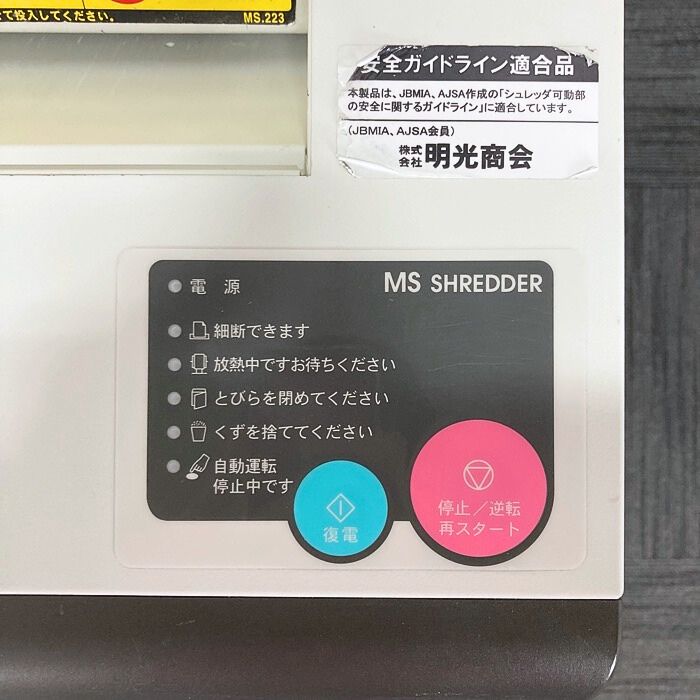 て投入してください。
MS.223
安全ガイドライン適合品
本製品は、JBMIA、AJSA作成の「シュレッダ可動部
の安全に関するガイドライン」に適合しています。
(JBMIA、AJSA会員)
株式会社 明光商会
電 源
MS SHREDDER
細断できます
放熱中ですお待ちください
とびらを閉めてください
くずを捨ててください
自動運転
停止中です
復電
停止/逆転
再スタート